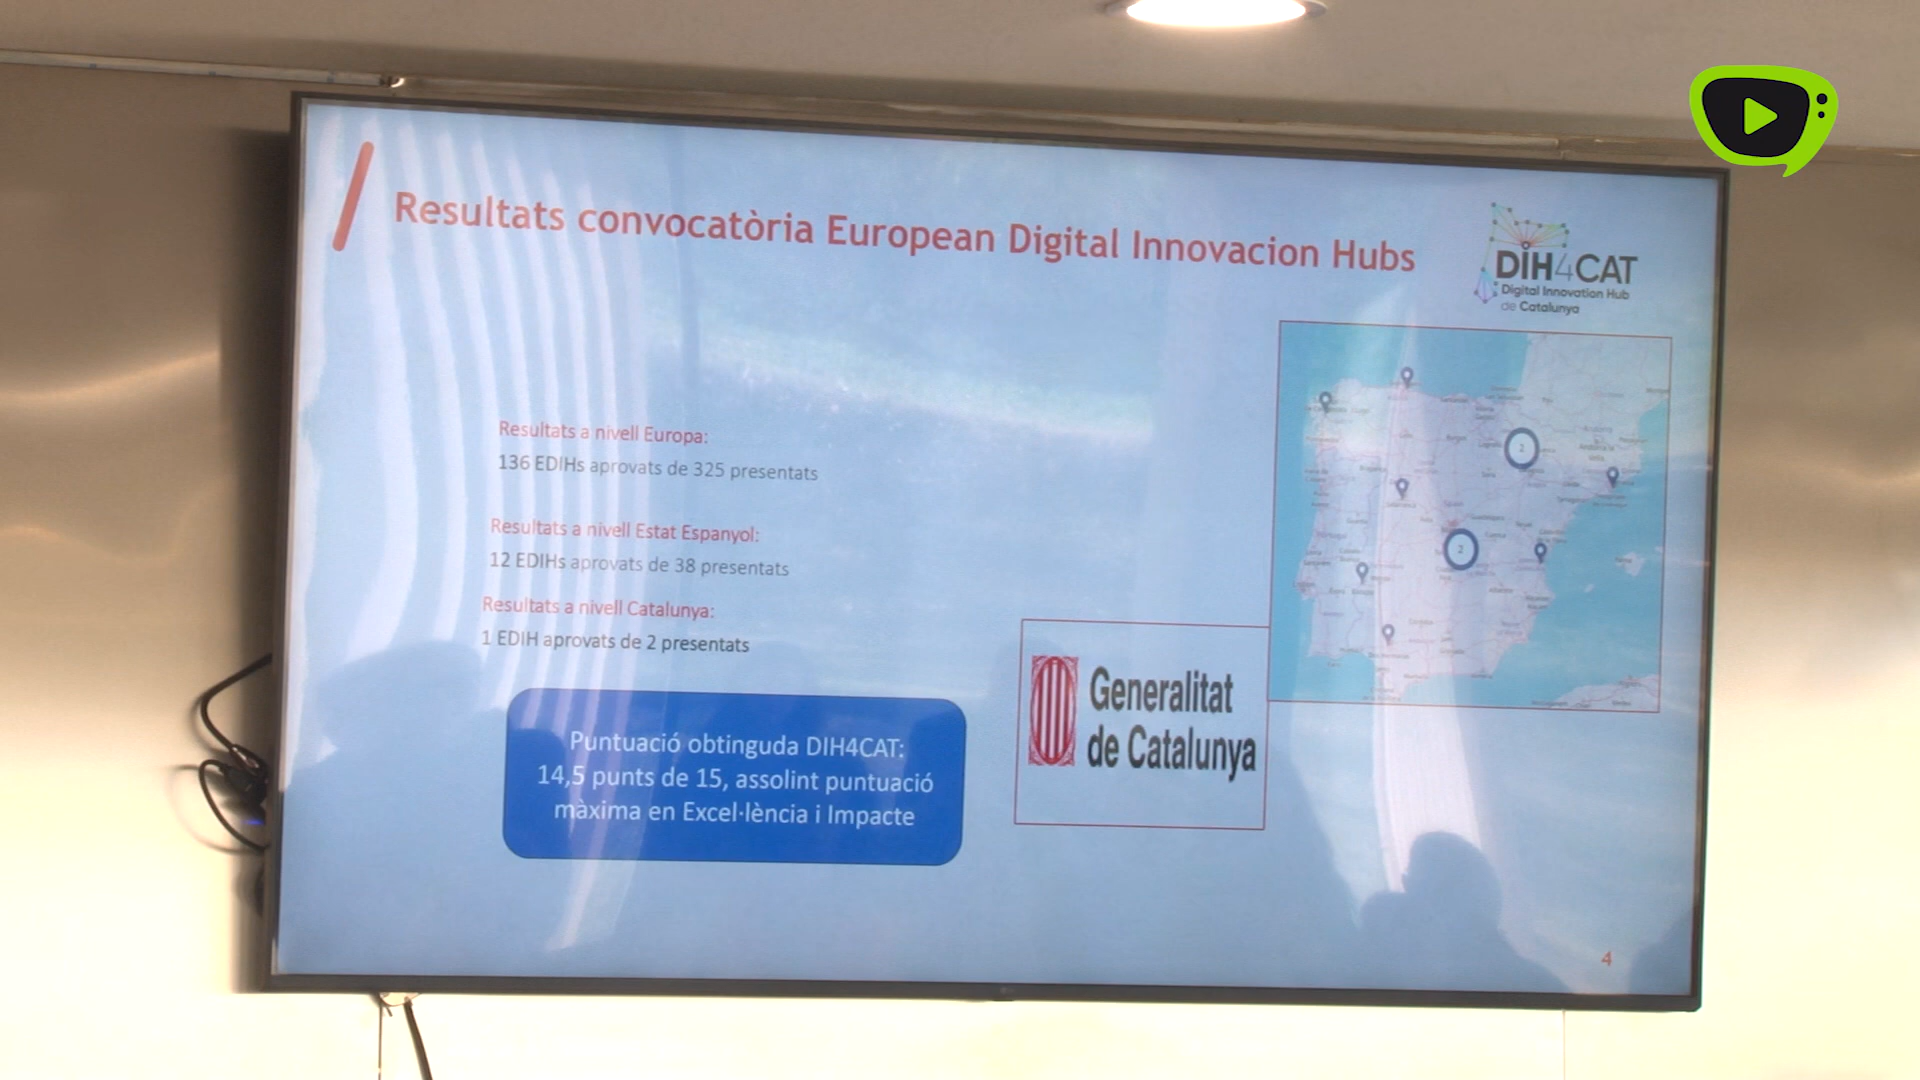 Resultats convocatòria European Digital Innovacion Hubs
DIH4CAT
Digital Innovation Hub
de Catalunya
Resultats a nivell Europa:
136 EDIHs aprovats de 325 presentats
Resultats a nivell Estat Espanyol:
12 EDIHs aprovats de 38 presentats
Resultats a nivell Catalunya:
1 EDIH aprovats de 2 presentats
2
2
Generalitat
de Catalunya
Puntuació obtinguda DIH4CAT:
14,5 punts de 15, assolint puntuació
màxima en Excel·lència i Impacte
4